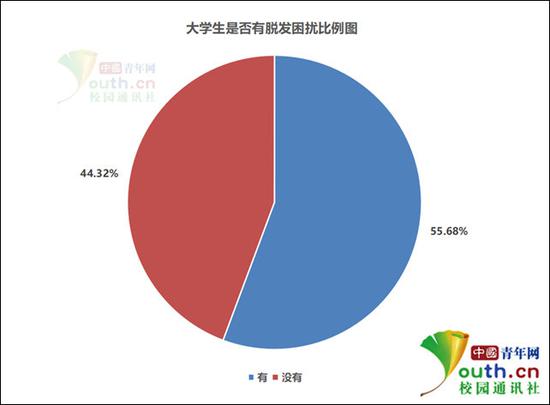 大学生是否有脱发困扰比例图
中國青年网
outh.cn
校园通讯社
44.32%
55.68%
有 没有
中國青年网
outh.cn
校园通讯社